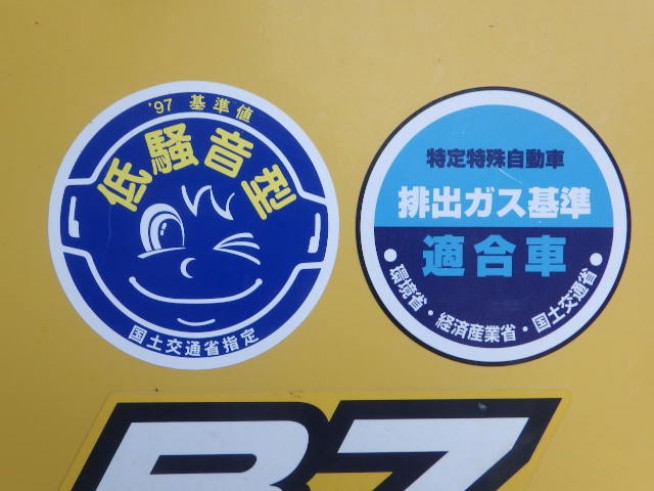 '97 基準値
低騒音型
国土交通省指定
特定特殊自動車
排出ガス基準
適合車
環境省・経済産業省・国土交通省
B7